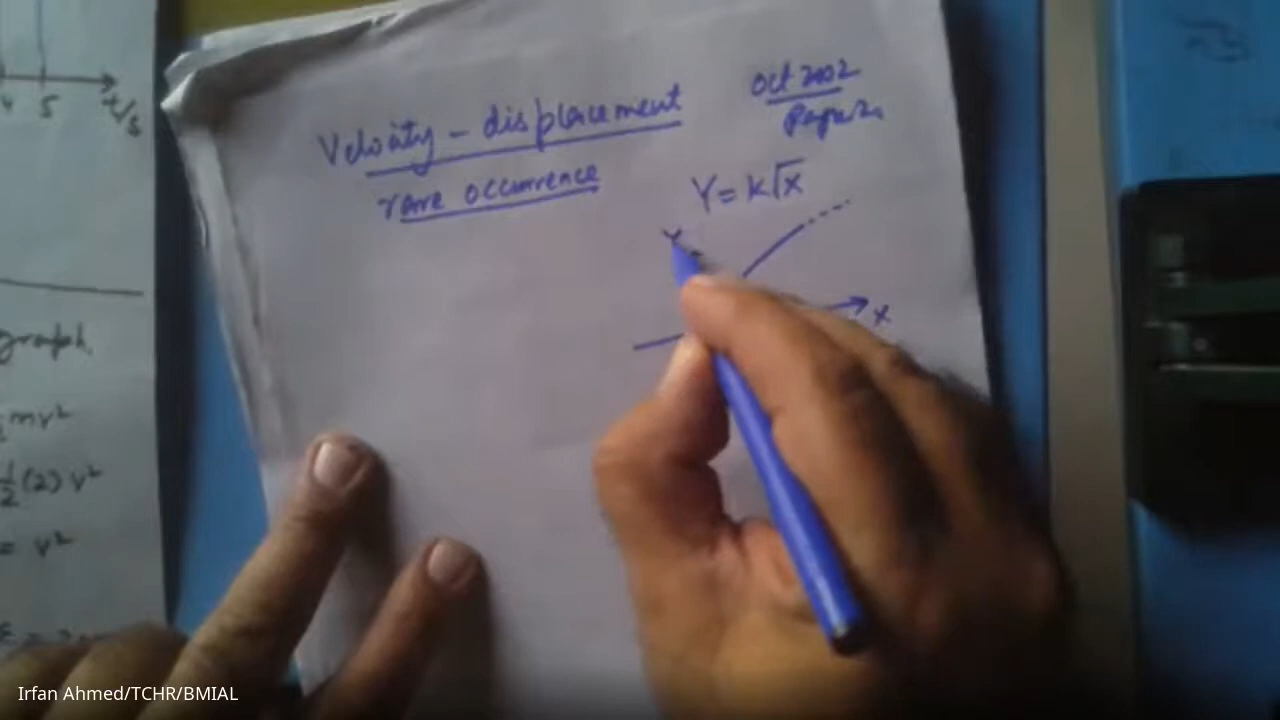 4 5 t/s
Velocity - displacement
rare occurrence
Oct 2002
Paper 2
Y = k√x
Y
x
graph.
mv²
½(2) v²
= v²
Irfan Ahmed/TCHR/BMIAL